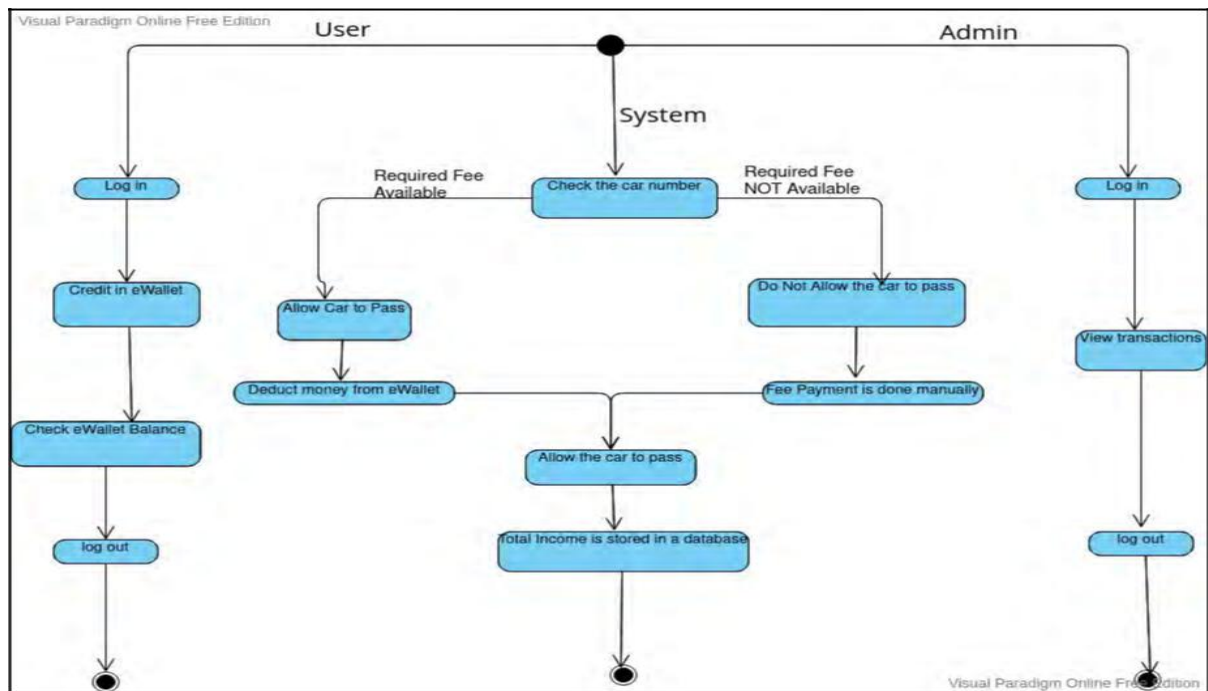 Visual Paradigm Online Free Edition
User
Admin
System
Required Fee
Available
Required Fee
NOT Available
Log in
Check the car number
Log in
Credit in eWallet
Allow Car to Pass
Do Not Allow the car to pass
View transactions
Deduct money from eWallet
Fee Payment is done manually
Check eWallet Balance
Allow the car to pass
log out
Total Income is stored in a database
log out
Visual Paradigm Online Free Edition